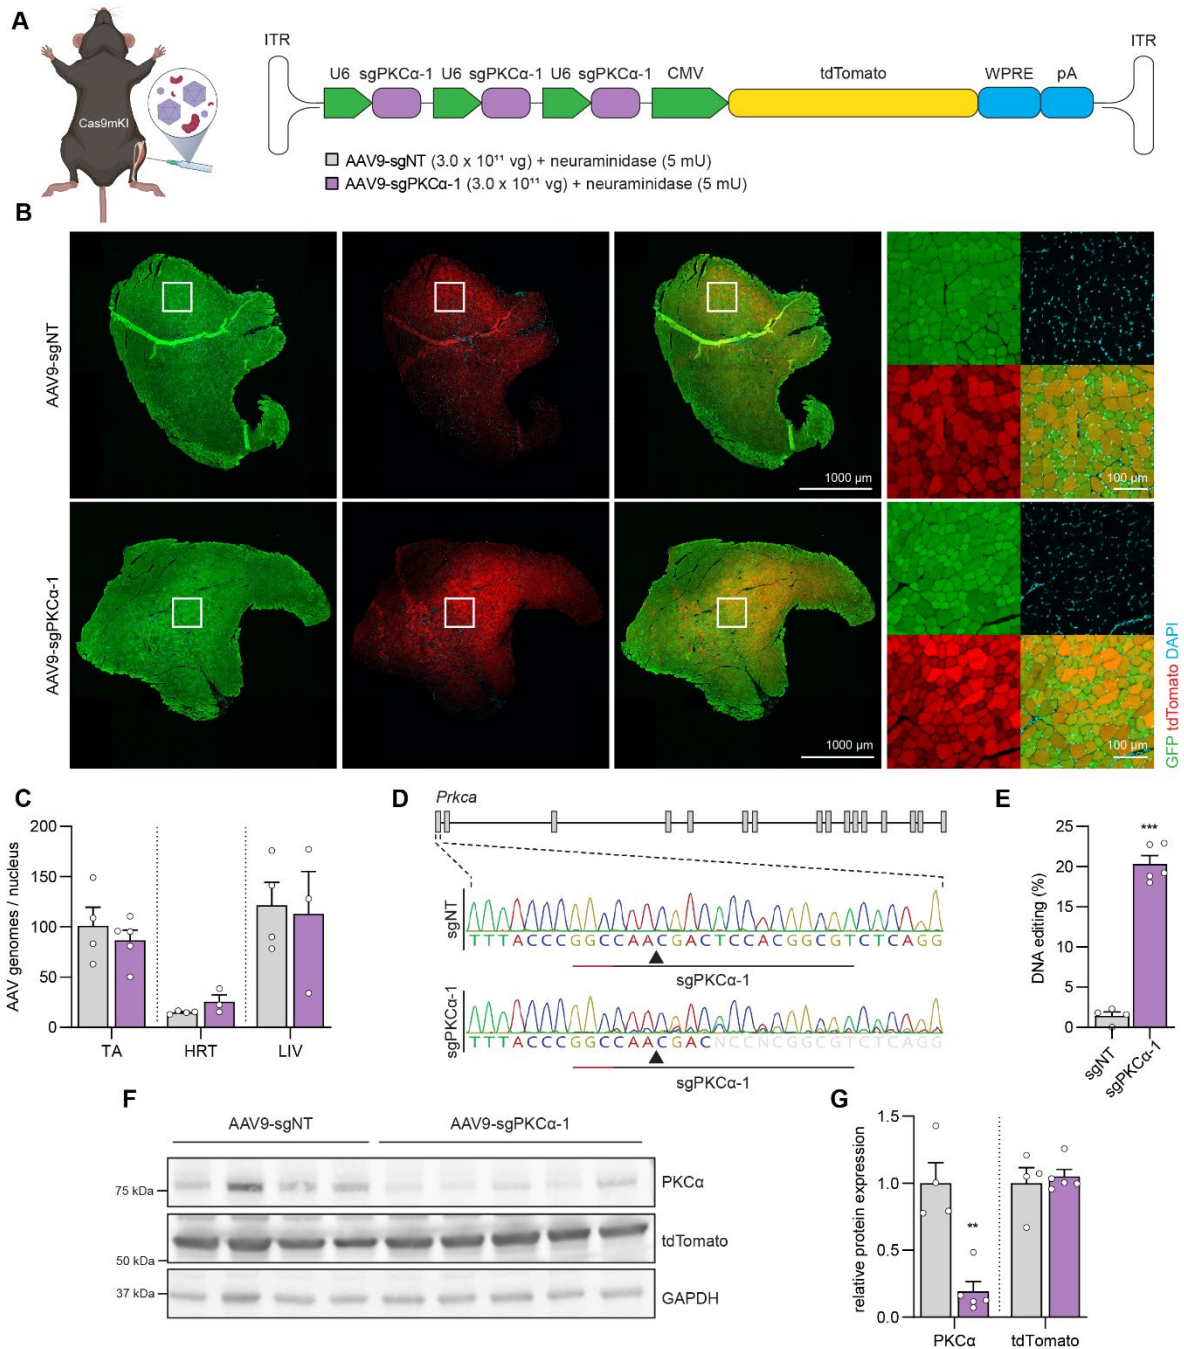 A
Cas9mKI
ITR
U6 sgPKCα-1 U6 sgPKCα-1 U6 sgPKCα-1 CMV tdTomato WPRE pA
ITR
AAV9-sgNT (3.0 x 10¹¹ vg) + neuraminidase (5 mU)
AAV9-sgPKCα-1 (3.0 x 10¹¹ vg) + neuraminidase (5 mU)
B
AAV9-sgNT
1000 µm
100 µm
AAV9-sgPKCα-1
1000 µm
100 µm
GFP tdTomato DAPI
C
AAV genomes / nucleus
200
150
100
50
0
TA HRT LIV
D
Prkca
sgNT
TTTACCCGGCCAACGACTCCACGGCGTCTCAGG
sgPKCα-1
sgPKCα-1
TTTACCCGGCCAACGACNCCNCGGCGTCTCAGG
sgPKCα-1
E
DNA editing (%)
25
20
15
10
5
0
***
sgNT
sgPKCα-1
F
AAV9-sgNT AAV9-sgPKCα-1
75 kDa
PKCα
50 kDa
tdTomato
37 kDa
GAPDH
G
relative protein expression
1.5
1.0
0.5
0.0
**
PKCα tdTomato